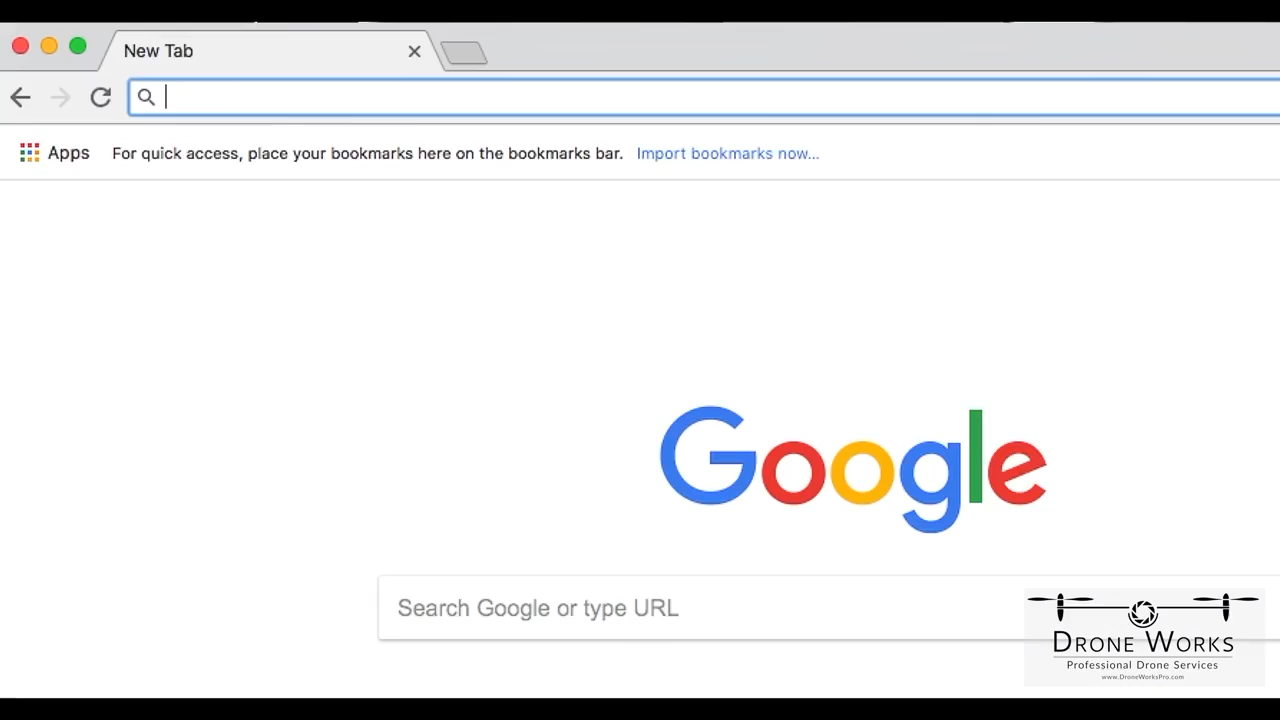 New Tab
Apps
For quick access, place your bookmarks here on the bookmarks bar. Import bookmarks now...
Google
Search Google or type URL
DRONE WORKS
Professional Drone Services
www.DroneWorksPro.com